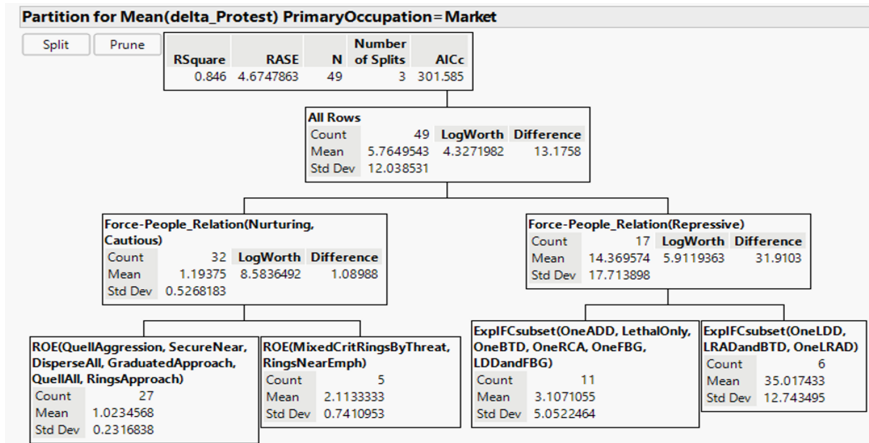 Partition for Mean(delta_Protest) PrimaryOccupation=Market
Split Prune
Number
RSquare RASE N of Splits AICc
0.846 4.6747863 49 3 301.585
All Rows
Count 49 LogWorth Difference
Mean 5.7649543 4.3271982 13.1758
Std Dev 12.038531
Force-People_Relation(Nurturing,
Cautious)
Count 32 LogWorth Difference
Mean 1.19375 8.5836492 1.08988
Std Dev 0.5268183
Force-People_Relation(Repressive)
Count 17 LogWorth Difference
Mean 14.369574 5.9119363 31.9103
Std Dev 17.713898
ROE(QuellAggression, SecureNear,
DisperseAll, GraduatedApproach,
QuellAll, RingsApproach)
Count 27
Mean 1.0234568
Std Dev 0.2316838
ROE(MixedCritRingsByThreat,
RingsNearEmph)
Count 5
Mean 2.1133333
Std Dev 0.7410953
ExpIFCsubset(OneADD, LethalOnly,
OneBTD, OneRCA, OneFBG,
LDDandFBG)
Count 11
Mean 3.1071055
Std Dev 5.0522464
ExpIFCsubset(OneLDD,
LRADandBTD, OneLRAD)
Count 6
Mean 35.017433
Std Dev 12.743495